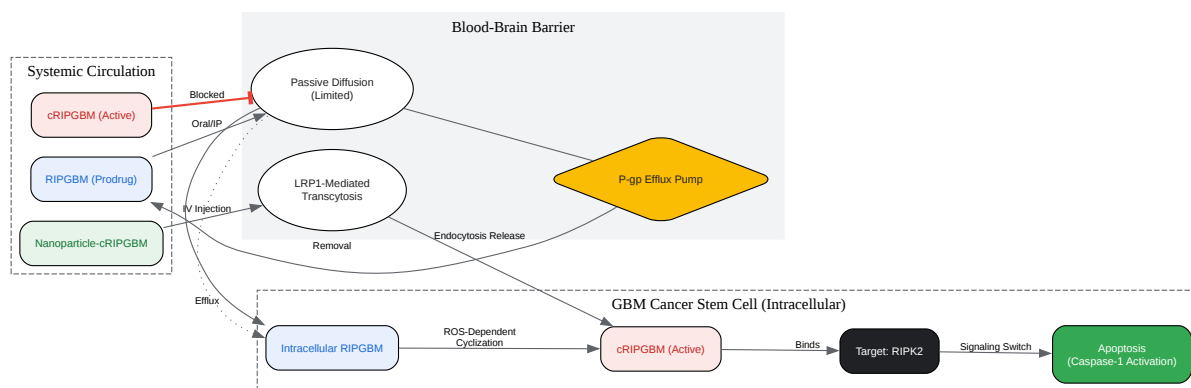 Blood-Brain Barrier
Systemic Circulation
Passive Diffusion
(Limited)
Blocked
cRIPGBM (Active)
Oral/IP
RIPGBM (Prodrug)
LRP1-Mediated
Transcytosis
P-gp Efflux Pump
IV Injection
Nanoparticle-cRIPGBM
Endocytosis Release
Removal
Efflux
GBM Cancer Stem Cell (Intracellular)
Intracellular RIPGBM
ROS-Dependent
Cyclization
cRIPGBM (Active)
Binds
Target: RIPK2
Signaling Switch
Apoptosis
(Caspase-1 Activation)